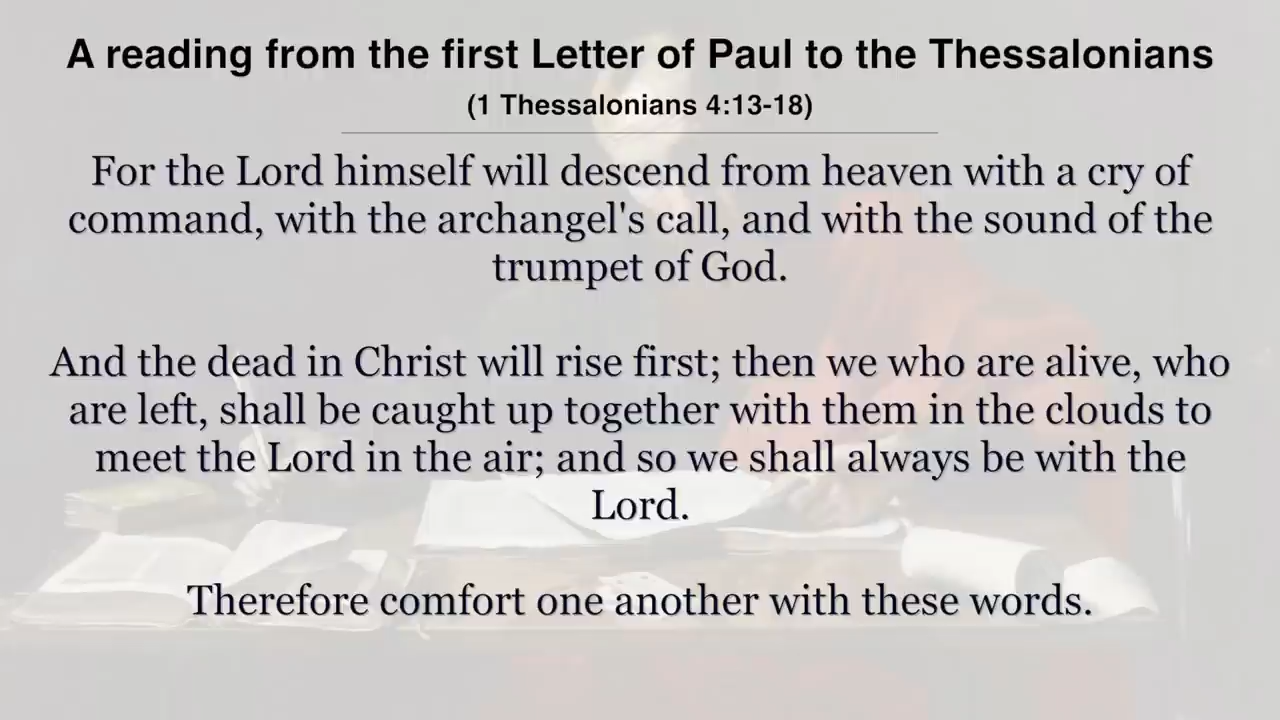 A reading from the first Letter of Paul to the Thessalonians
(1 Thessalonians 4:13-18)
For the Lord himself will descend from heaven with a cry of
command, with the archangel's call, and with the sound of the
trumpet of God.
And the dead in Christ will rise first; then we who are alive, who
are left, shall be caught up together with them in the clouds to
meet the Lord in the air; and so we shall always be with the
Lord.
Therefore comfort one another with these words.